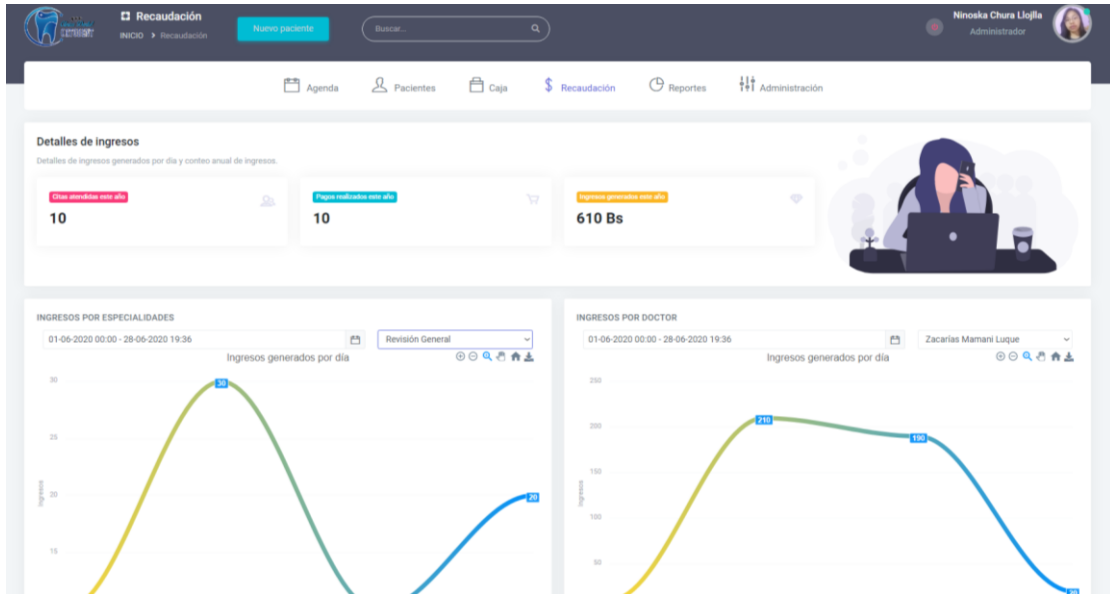 Recaudación
INICIO > Recaudación
Nuevo paciente
Buscar...
Ninoska Chura Llojlla
Administrador
Agenda
Pacientes
Caja
$ Recaudación
Reportes
Administración
Detalles de ingresos
Detalles de ingresos generados por día y conteo anual de ingresos.
Citas atendidas este año
10
Pagos realizados este año
10
Ingresos generados este año
610 Bs
INGRESOS POR ESPECIALIDADES
01-06-2020 00:00 - 28-06-2020 19:36
Revisión General
Ingresos generados por día
30
25
20
15
Ingresos
30
20
INGRESOS POR DOCTOR
01-06-2020 00:00 - 28-06-2020 19:36
Zacarías Mamani Luque
Ingresos generados por día
250
200
150
100
50
Ingresos
210
190
20